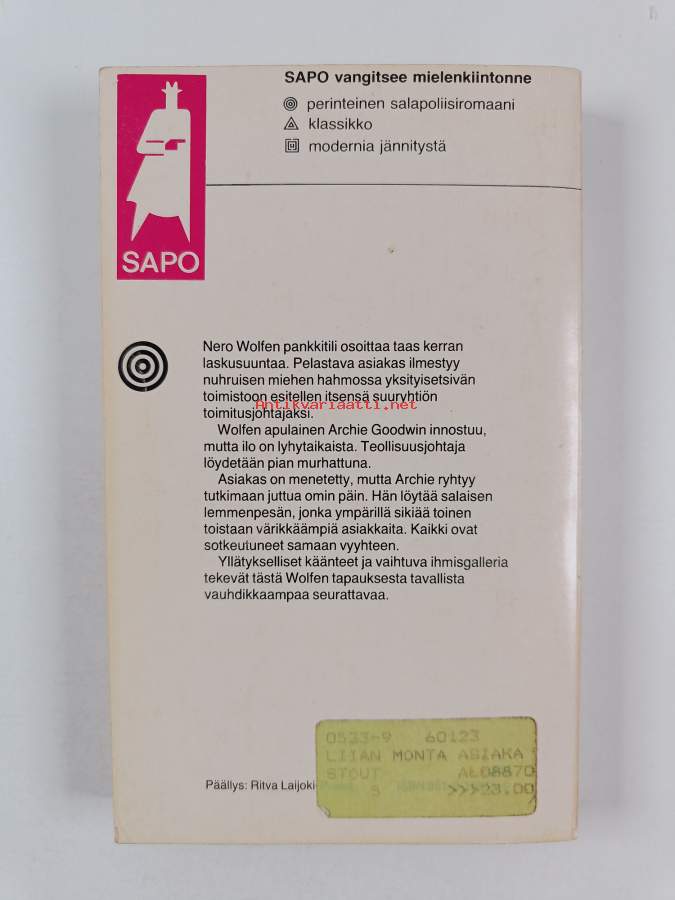 SAPO vangitsee mielenkiintonne
perinteinen salapoliisiromaani
klassikko
modernia jännitystä
SAPO
Nero Wolfen pankkitili osoittaa taas kerran
laskusuuntaa. Pelastava asiakas ilmestyy
nuhruisen miehen hahmossa yksityisetsivän
toimistoon esitellen itsensä suuryhtiön
Antikvariaatti.net
toimitusjohtajaksi.
Wolfen apulainen Archie Goodwin innostuu,
mutta ilo on lyhytaikaista. Teollisuusjohtaja
löydetään pian murhattuna.
Asiakas on menetetty, mutta Archie ryhtyy
tutkimaan juttua omin päin. Hän löytää salaisen
lemmenpesän, jonka ympärillä sikiää toinen
toistaan värikkäämpiä asiakkaita. Kaikki ovat
sotkeutuneet samaan vyyhteen.
Yllätykselliset käänteet ja vaihtuva ihmisgalleria
tekevät tästä Wolfen tapauksesta tavallista
vauhdikkaampaa seurattavaa.
0533-9 60123
LIIAN MONTA ASIAKA
STOUT AL08870
5 >>>23.00
Päällys: Ritva Laijoki